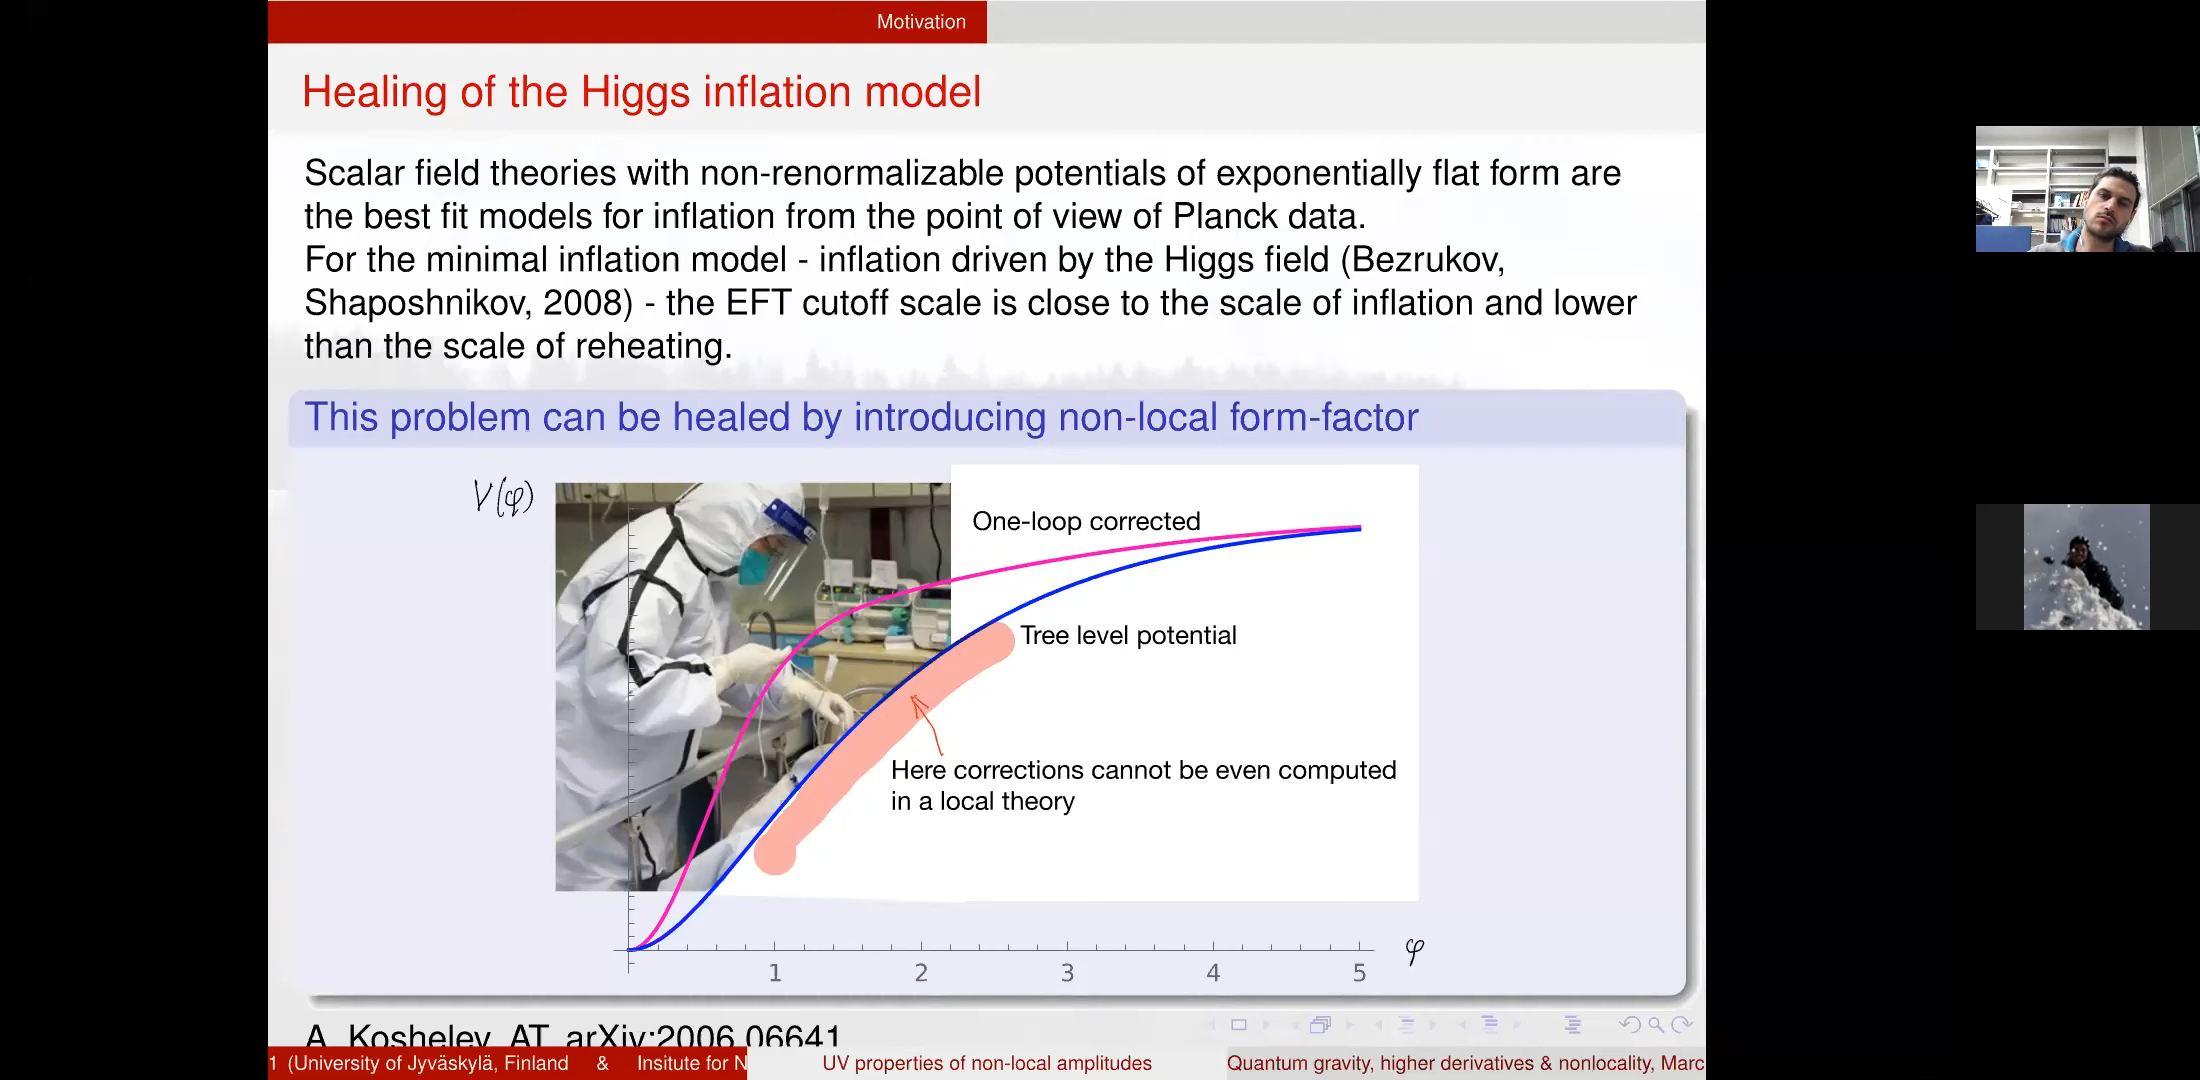 Motivation
Healing of the Higgs inflation model
Scalar field theories with non-renormalizable potentials of exponentially flat form are
the best fit models for inflation from the point of view of Planck data.
For the minimal inflation model - inflation driven by the Higgs field (Bezrukov,
Shaposhnikov, 2008) - the EFT cutoff scale is close to the scale of inflation and lower
than the scale of reheating.
This problem can be healed by introducing non-local form-factor
V(φ)
One-loop corrected
Tree level potential
Here corrections cannot be even computed
in a local theory
φ
1 2 3 4 5
A. Koshelev, AT, arXiv:2006.06641
1 (University of Jyväskylä, Finland & Insitute for N
UV properties of non-local amplitudes
Quantum gravity, higher derivatives & nonlocality, Marc